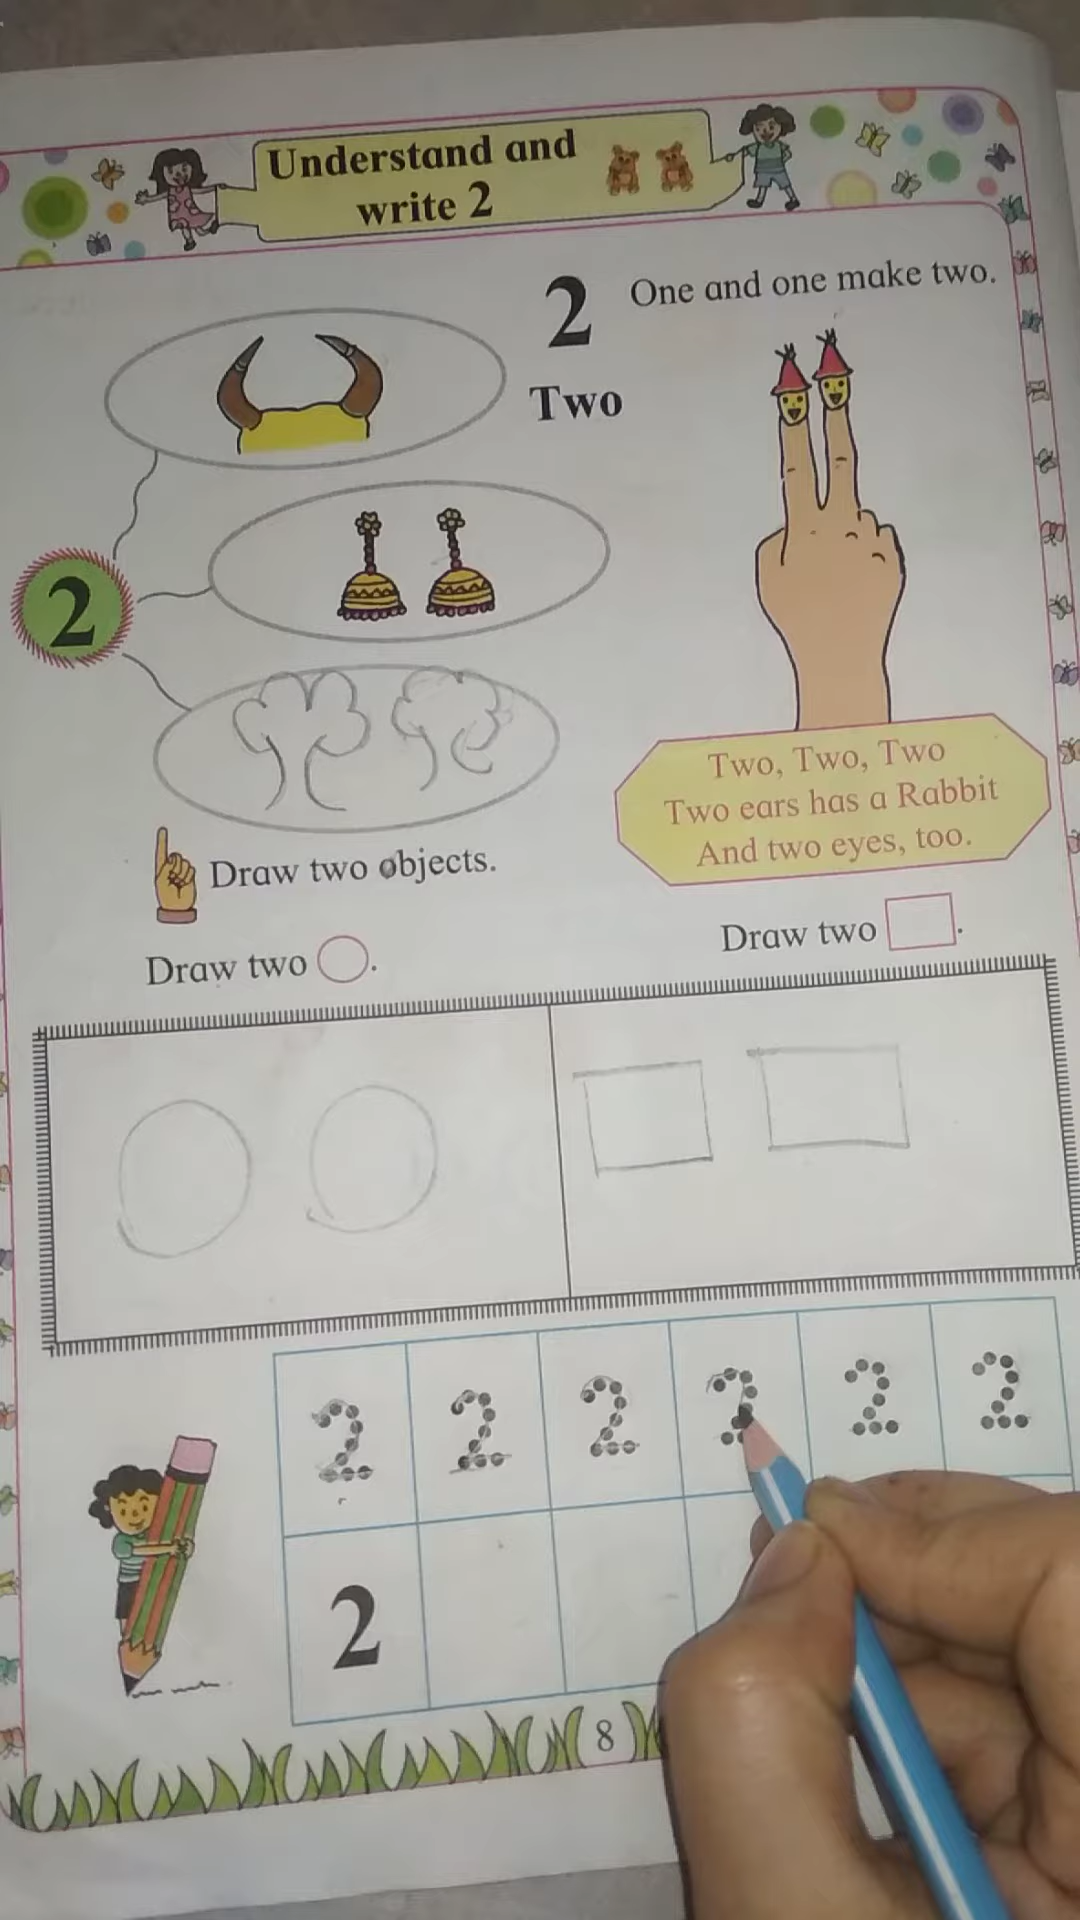 Understand and
write 2
2 One and one make two.
Two
2
Two, Two, Two
Two ears has a Rabbit
And two eyes, too.
Draw two objects.
Draw two .
Draw two .
2 2 2 2 2 2
2
8